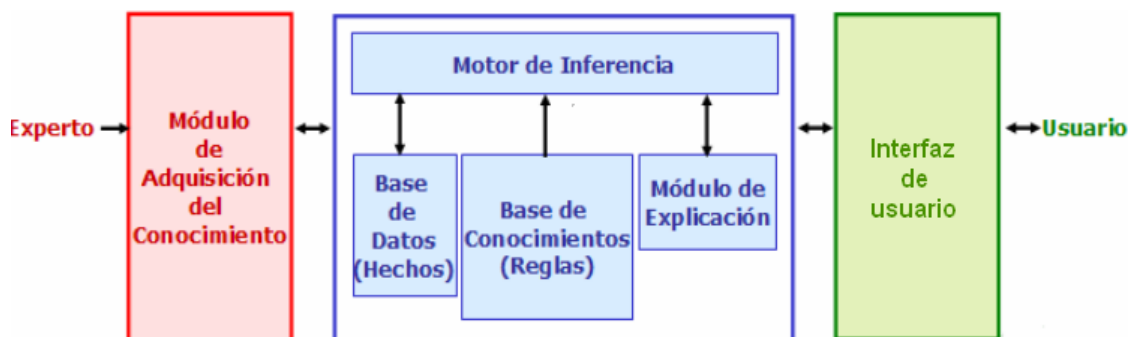 Experto
Módulo
de
Adquisición
del
Conocimiento
Motor de Inferencia
Base
de
Datos
(Hechos)
Base de
Conocimientos
(Reglas)
Módulo de
Explicación
Interfaz
de
usuario
Usuario